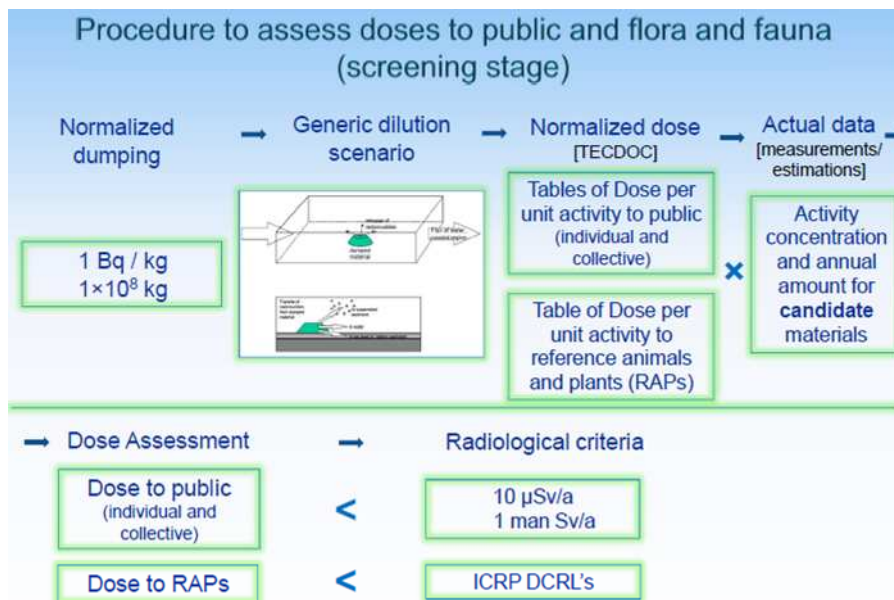 Procedure to assess doses to public and flora and fauna
(screening stage)
Normalized
dumping
→
Generic dilution
scenario
→
Normalized dose
[TECDOC]
→
Actual data
[measurements/
estimations]
1 Bq / kg
1×10⁸ kg
dumped
material
Tables of Dose per
unit activity to public
(individual and
collective)
Table of Dose per
unit activity to
reference animals
and plants (RAPs)
×
Activity
concentration
and annual
amount for
candidate
materials
→ Dose Assessment
→ Radiological criteria
Dose to public
(individual and
collective)
<
10 µSv/a
1 man Sv/a
Dose to RAPs
<
ICRP DCRL's